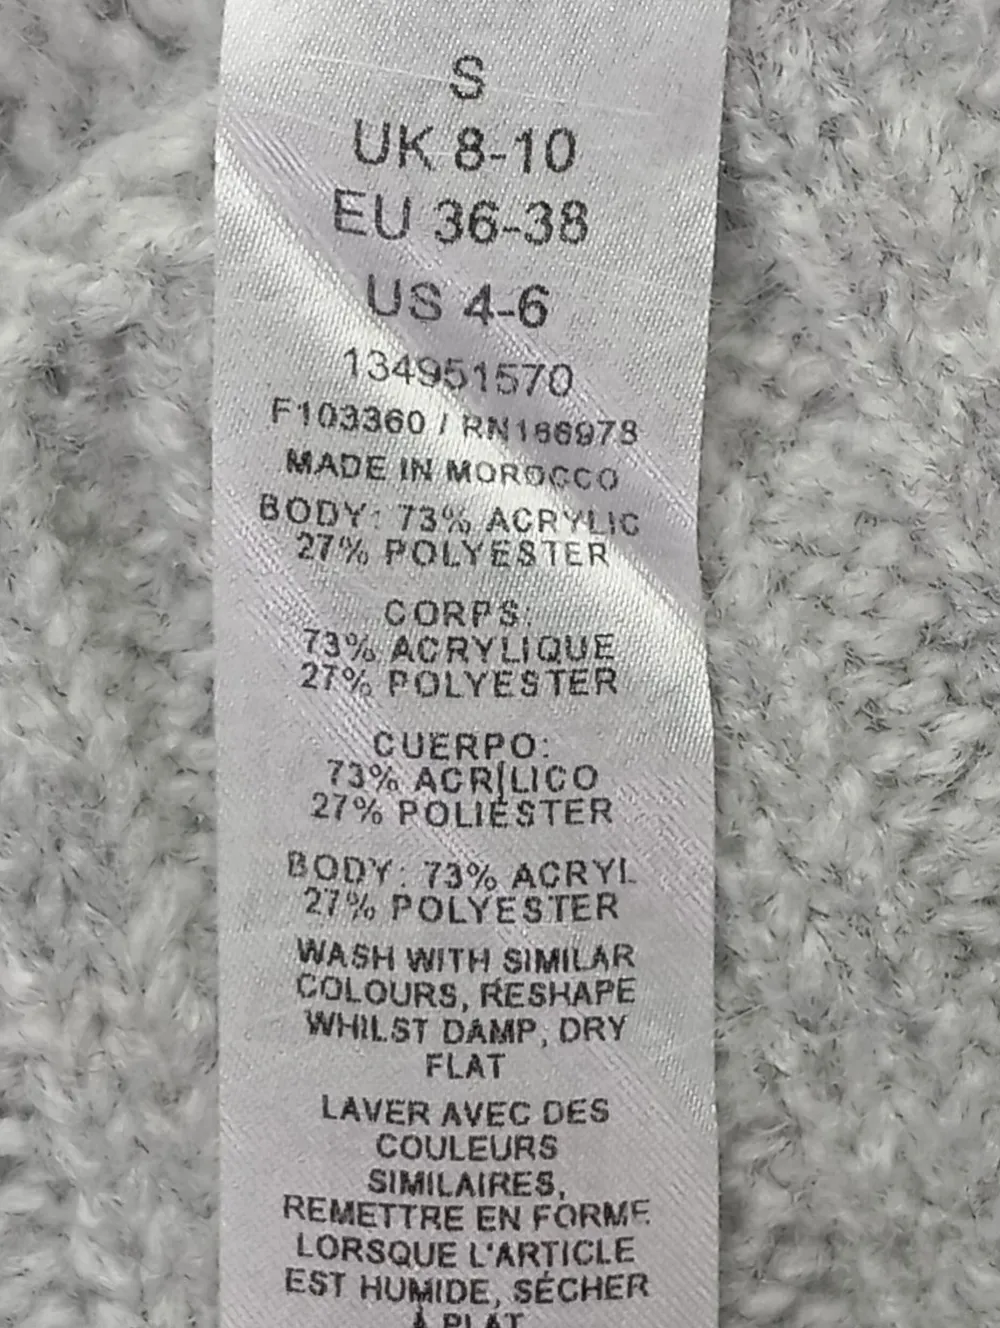 S
UK 8-10
EU 36-38
US 4-6
134951570
F103360 / RN166978
MADE IN MOROCCO
BODY: 73% ACRYLIC
27% POLYESTER
CORPS:
73% ACRYLIQUE
27% POLYESTER
CUERPO:
73% ACRÍLICO
27% POLIÉSTER
BODY: 73% ACRYL
27% POLYESTER
WASH WITH SIMILAR
COLOURS, RESHAPE
WHILST DAMP, DRY
FLAT
LAVER AVEC DES
COULEURS
SIMILAIRES,
REMETTRE EN FORME
LORSQUE L'ARTICLE
EST HUMIDE, SÉCHER
À PLAT